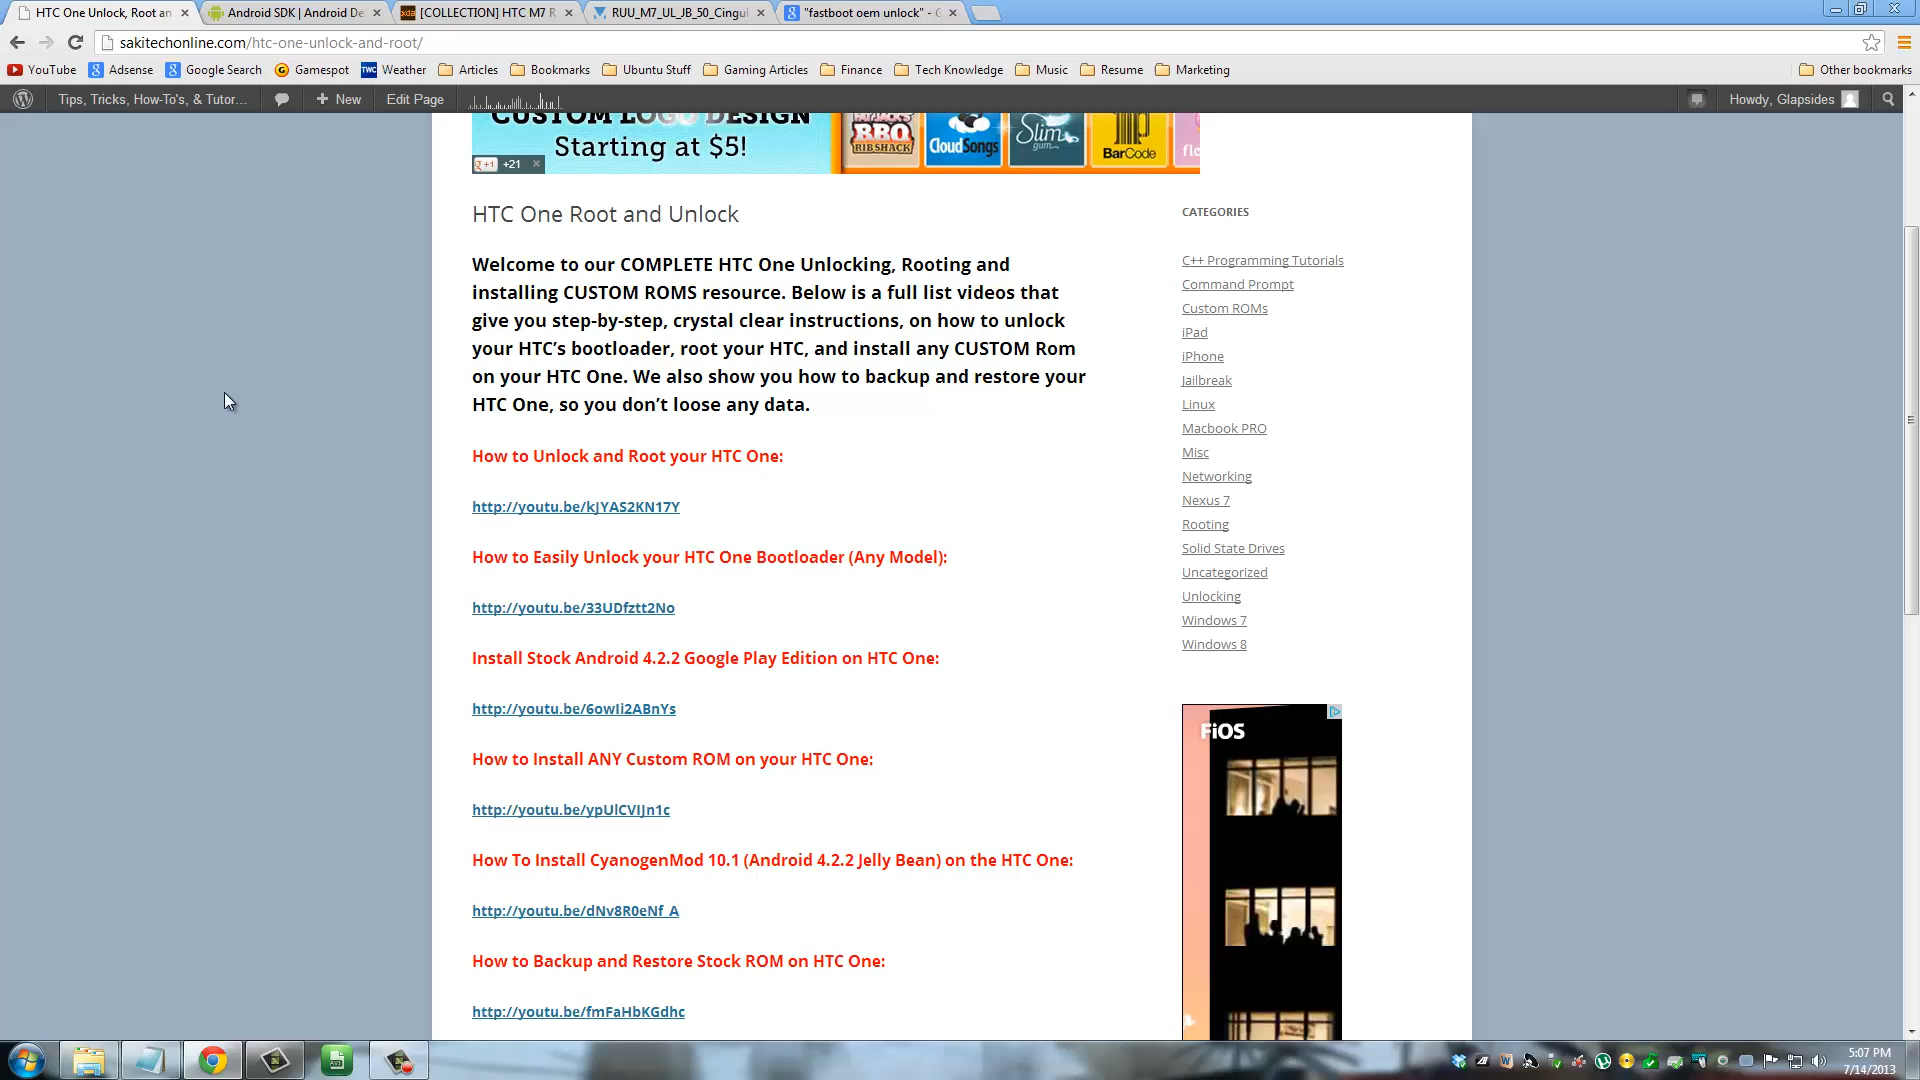 HTC One Unlock, Root an
Android SDK | Android De
[COLLECTION] HTC M7 R
RUU_M7_UL_JB_50_Cingul
"fastboot oem unlock" - G
sakitechonline.com/htc-one-unlock-and-root/
YouTube
Adsense
Google Search
Gamespot
TWC Weather
Articles
Bookmarks
Ubuntu Stuff
Gaming Articles
Finance
Tech Knowledge
Music
Resume
Marketing
Other bookmarks
Tips, Tricks, How-To's, & Tutor...
New
Edit Page
Howdy, Glapsides
CUSTOM LOGO DESIGN
Starting at $5!
+1 +21
FATJACK'S
BBQ
RIBSHACK
CloudSongs
Slim
gum
BarCode
flo
HTC One Root and Unlock
Welcome to our COMPLETE HTC One Unlocking, Rooting and
installing CUSTOM ROMS resource. Below is a full list videos that
give you step-by-step, crystal clear instructions, on how to unlock
your HTC’s bootloader, root your HTC, and install any CUSTOM Rom
on your HTC One. We also show you how to backup and restore your
HTC One, so you don’t loose any data.
How to Unlock and Root your HTC One:
http://youtu.be/kJYAS2KN17Y
How to Easily Unlock your HTC One Bootloader (Any Model):
http://youtu.be/33UDfztt2No
Install Stock Android 4.2.2 Google Play Edition on HTC One:
http://youtu.be/6owIi2ABnYs
How to Install ANY Custom ROM on your HTC One:
http://youtu.be/ypUlCVIJn1c
How To Install CyanogenMod 10.1 (Android 4.2.2 Jelly Bean) on the HTC One:
http://youtu.be/dNv8R0eNf_A
How to Backup and Restore Stock ROM on HTC One:
http://youtu.be/fmFaHbKGdhc
CATEGORIES
C++ Programming Tutorials
Command Prompt
Custom ROMs
iPad
iPhone
Jailbreak
Linux
Macbook PRO
Misc
Networking
Nexus 7
Rooting
Solid State Drives
Uncategorized
Unlocking
Windows 7
Windows 8
FiOS
5:07 PM
7/14/2013